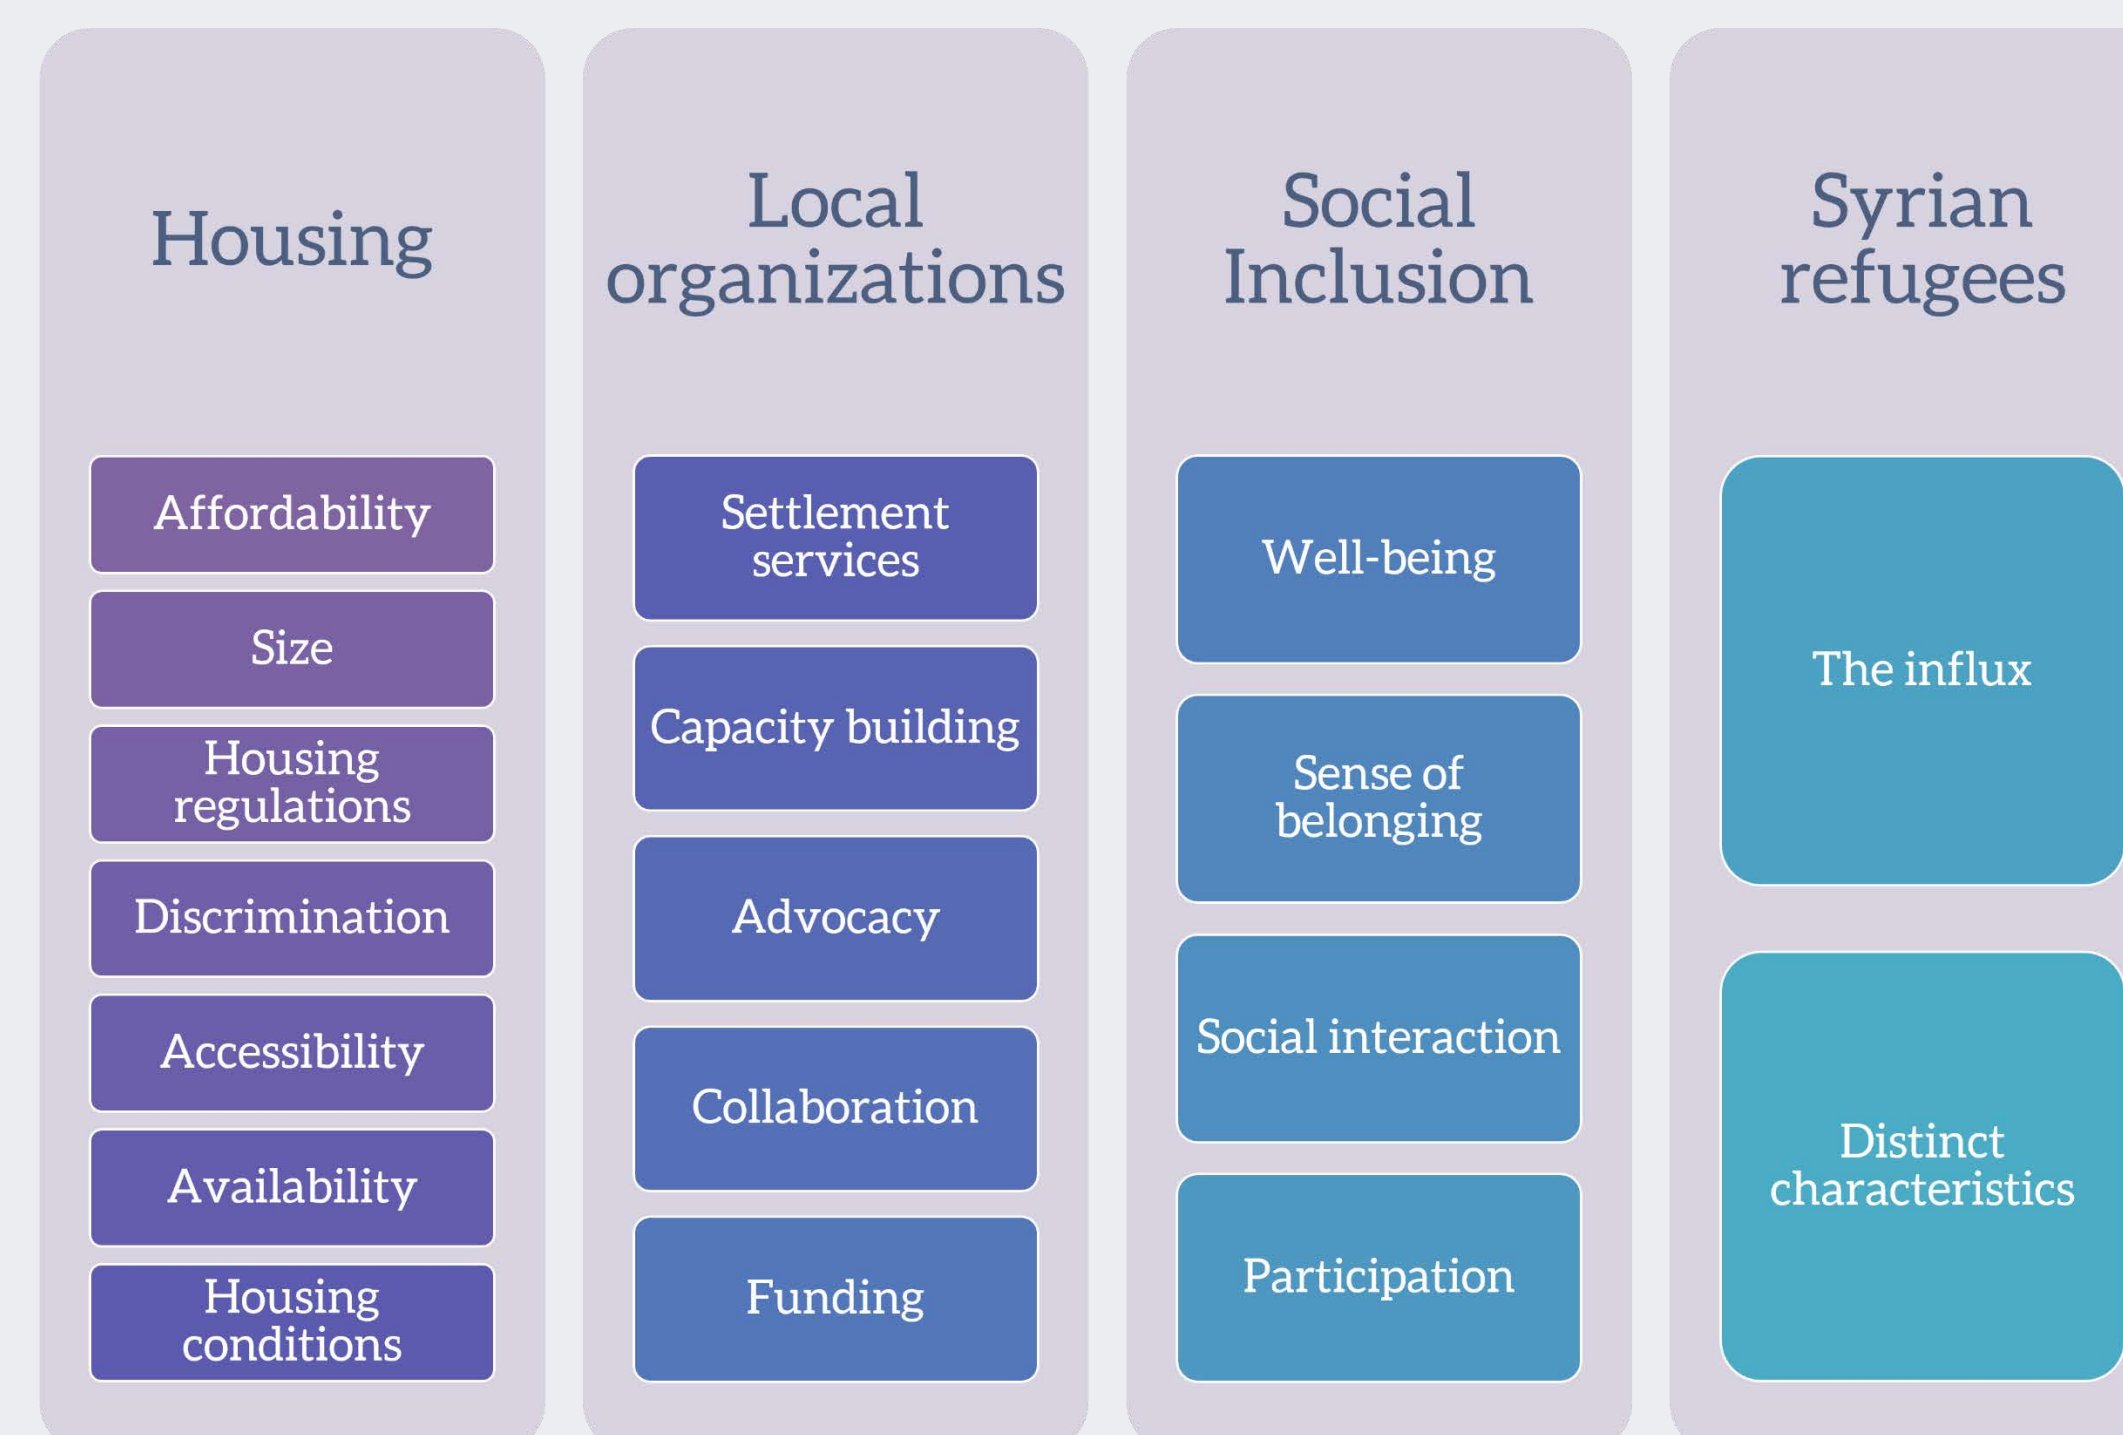 Housing
Affordability
Size
Housing
regulations
Discrimination
Accessibility
Availability
Housing
conditions
Local
organizations
Settlement
services
Capacity building
Advocacy
Collaboration
Funding
Social
Inclusion
Well-being
Sense of
belonging
Social interaction
Participation
Syrian
refugees
The influx
Distinct
characteristics